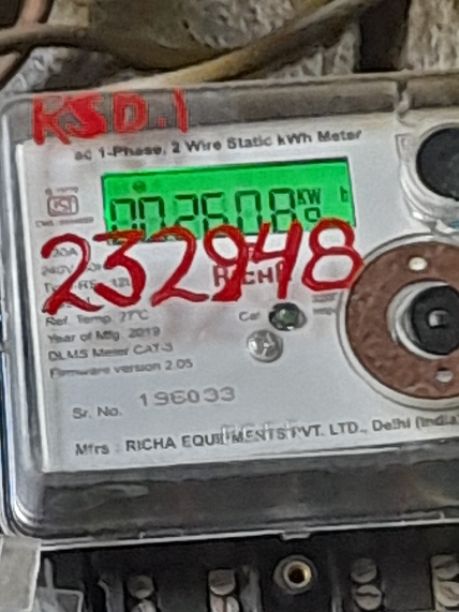 KSD.1
ac 1-Phase, 2 Wire Static kWh Meter
002608 KW
232948
Ref. Temp. 27°C
Year of Mfg. 2019
DLMS Meter CAT-3
Firmware version 2.05
Cal
Sr. No. 196033
Mfrs : RICHA EQUIPMENTS PVT. LTD., Delhi (India)